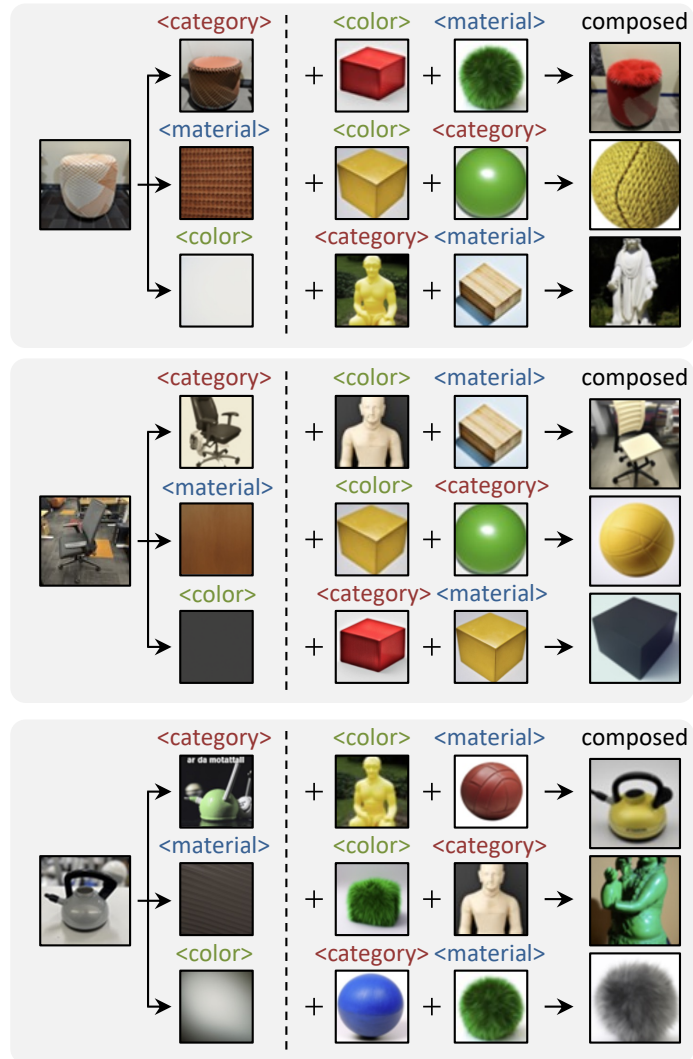 <category> <color> <material> composed
<material> <color> <category>
<color> <category> <material>
<category> <color> <material> composed
<material> <color> <category>
<color> <category> <material>
<category> <color> <material> composed
ar da motattall
<material> <color> <category>
<color> <category> <material>